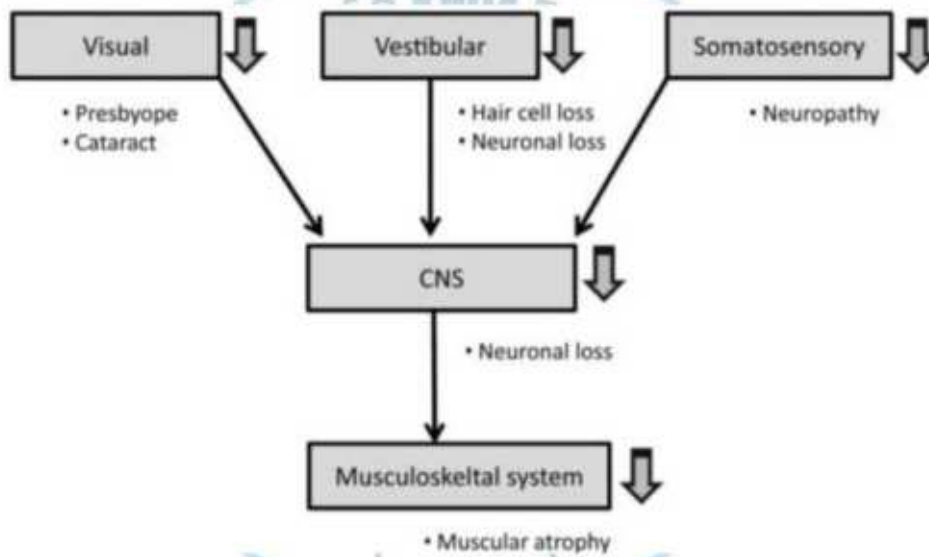 Visual
Vestibular
Somatosensory
• Presbyope
• Cataract
• Hair cell loss
• Neuronal loss
• Neuropathy
CNS
• Neuronal loss
Musculoskeltal system
• Muscular atrophy